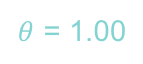 θ = 1.00